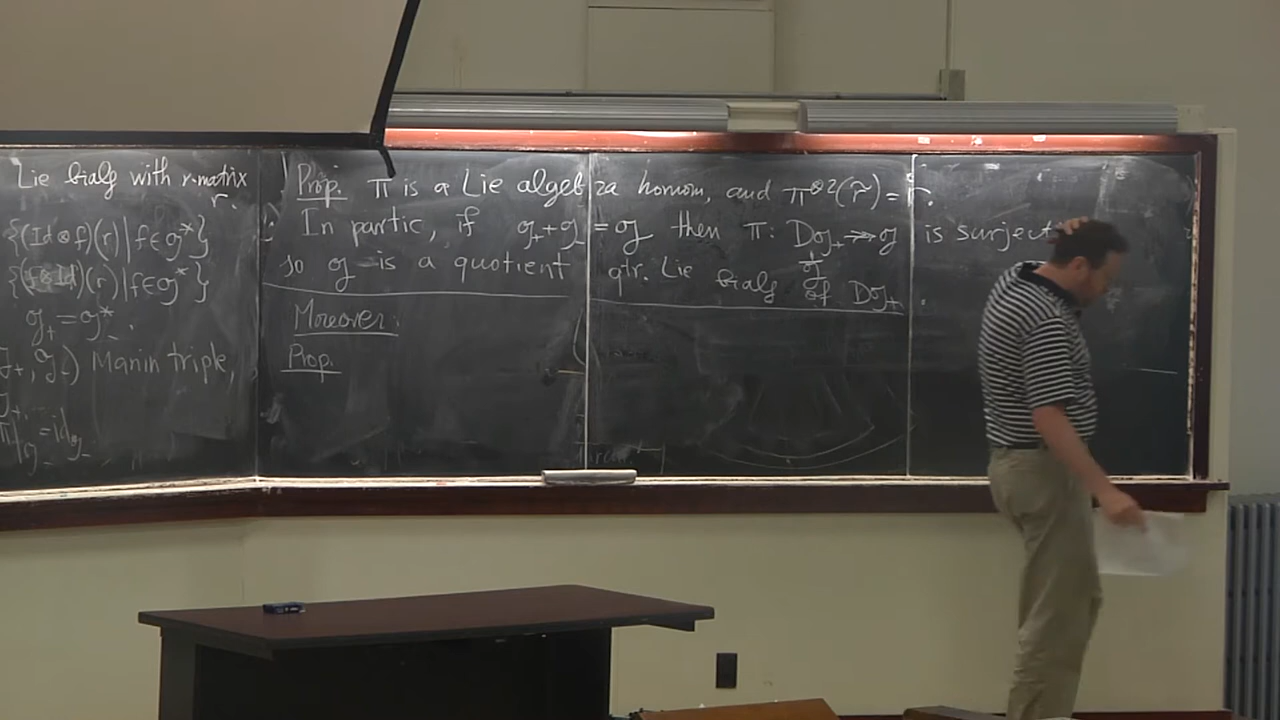 Lie bialg with r-matrix
r.
{(Id⊗f)(r)|f∈𝔤*}
{(f⊗Id)(r)|f∈𝔤*}
𝔤₊=𝔤₋*.
𝔤₋) Manin triple,
π|𝔤₋=id𝔤₋
Prop. π is a Lie algebra homom, and π^{⊗2}(r̃)=r.
In partic, if 𝔤₊+𝔤₋=𝔤 then π: D𝔤₊↠𝔤 is surject
so 𝔤 is a quotient qtr. Lie bialg of D𝔤₊.
Moreover:
Prop.